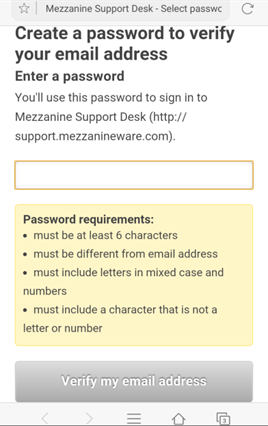 Mezzanine Support Desk - Select passwc
Create a password to verify
your email address
Enter a password
You'll use this password to sign in to
Mezzanine Support Desk (http://
support.mezzanineware.com).
Password requirements:
• must be at least 6 characters
• must be different from email address
• must include letters in mixed case and
numbers
• must include a character that is not a
letter or number
Verify my email address
3